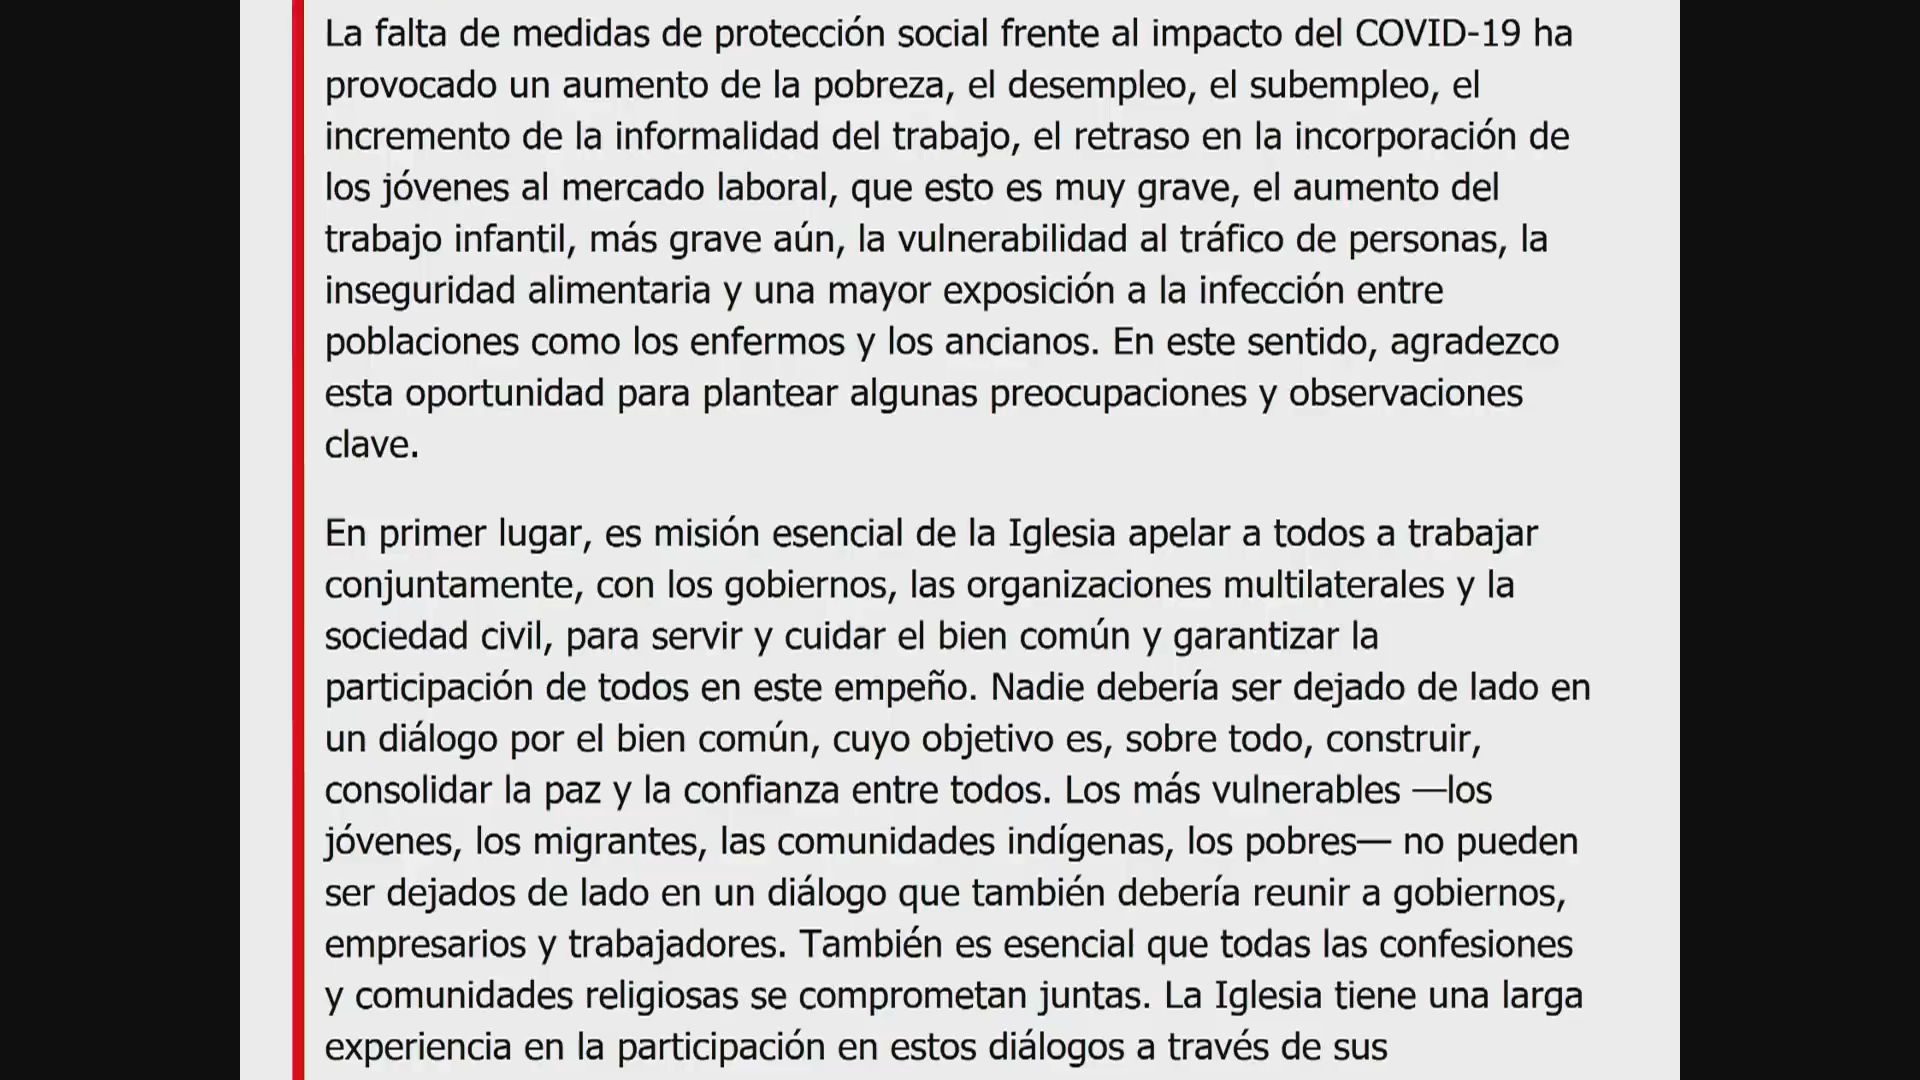 La falta de medidas de protección social frente al impacto del COVID-19 ha
provocado un aumento de la pobreza, el desempleo, el subempleo, el
incremento de la informalidad del trabajo, el retraso en la incorporación de
los jóvenes al mercado laboral, que esto es muy grave, el aumento del
trabajo infantil, más grave aún, la vulnerabilidad al tráfico de personas, la
inseguridad alimentaria y una mayor exposición a la infección entre
poblaciones como los enfermos y los ancianos. En este sentido, agradezco
esta oportunidad para plantear algunas preocupaciones y observaciones
clave.
En primer lugar, es misión esencial de la Iglesia apelar a todos a trabajar
conjuntamente, con los gobiernos, las organizaciones multilaterales y la
sociedad civil, para servir y cuidar el bien común y garantizar la
participación de todos en este empeño. Nadie debería ser dejado de lado en
un diálogo por el bien común, cuyo objetivo es, sobre todo, construir,
consolidar la paz y la confianza entre todos. Los más vulnerables —los
jóvenes, los migrantes, las comunidades indígenas, los pobres— no pueden
ser dejados de lado en un diálogo que también debería reunir a gobiernos,
empresarios y trabajadores. También es esencial que todas las confesiones
y comunidades religiosas se comprometan juntas. La Iglesia tiene una larga
experiencia en la participación en estos diálogos a través de sus